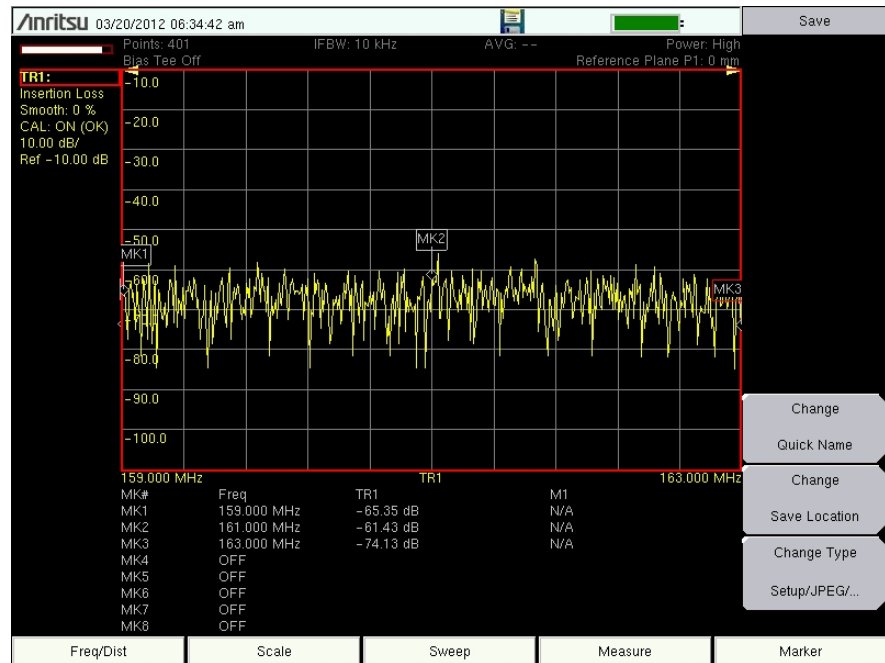 /inritsu 03/20/2012 06:34:42 am
Save
Points: 401 IFBW: 10 kHz AVG: -- Power: High
Bias Tee Off Reference Plane P1: 0 mm
TR1:
Insertion Loss
Smooth: 0 %
CAL: ON (OK)
10.00 dB/
Ref -10.00 dB
-10.0
-20.0
-30.0
-40.0
-50.0
MK1
MK2
MK3
-80.0
-90.0
-100.0
159.000 MHz TR1 163.000 MHz
MK# Freq TR1 M1
MK1 159.000 MHz -65.35 dB N/A
MK2 161.000 MHz -61.43 dB N/A
MK3 163.000 MHz -74.13 dB N/A
MK4 OFF
MK5 OFF
MK6 OFF
MK7 OFF
MK8 OFF
Change
Quick Name
Change
Save Location
Change Type
Setup/JPEG/...
Freq/Dist Scale Sweep Measure Marker